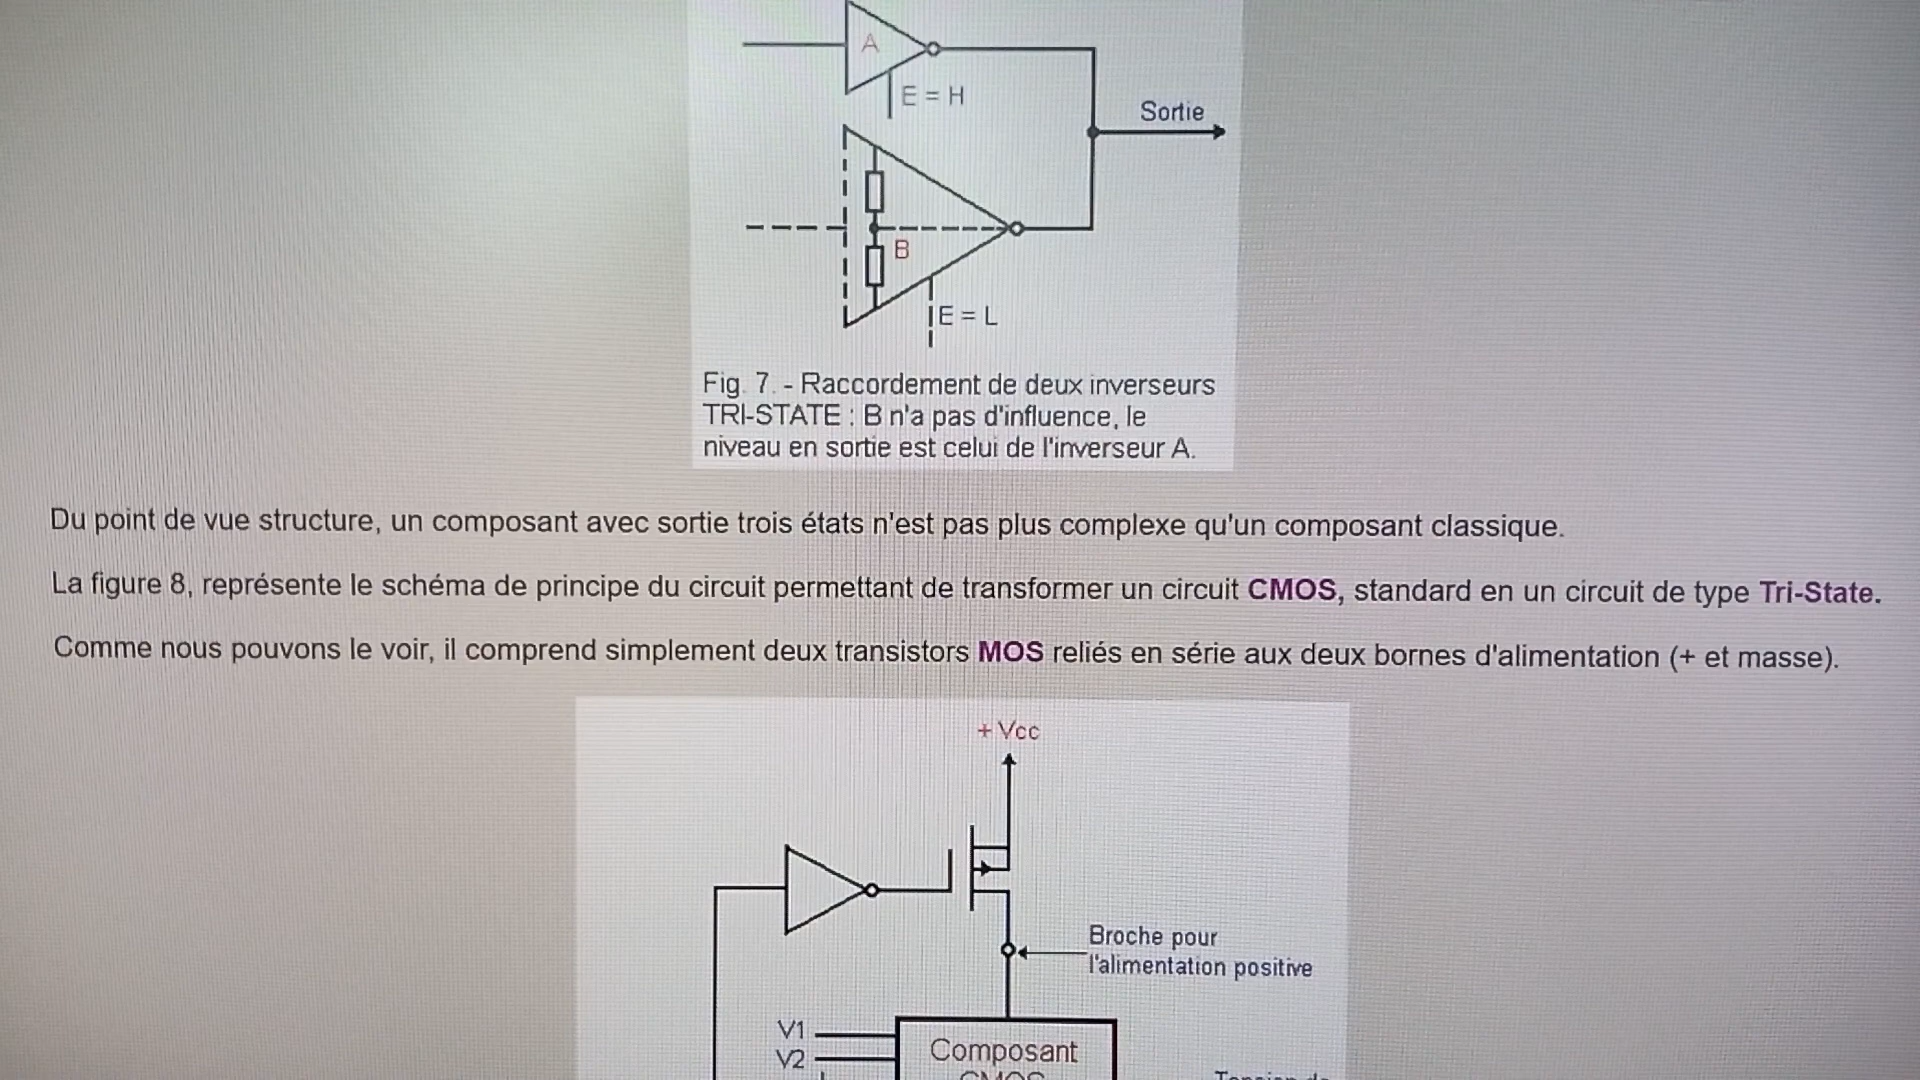 A
E = H
Sortie
B
E = L
Fig. 7. - Raccordement de deux inverseurs
TRI-STATE : B n'a pas d'influence, le
niveau en sortie est celui de l'inverseur A.
Du point de vue structure, un composant avec sortie trois états n'est pas plus complexe qu'un composant classique.
La figure 8, représente le schéma de principe du circuit permettant de transformer un circuit CMOS, standard en un circuit de type Tri-State.
Comme nous pouvons le voir, il comprend simplement deux transistors MOS reliés en série aux deux bornes d'alimentation (+ et masse).
+ Vcc
Broche pour
l'alimentation positive
V1
V2
Composant
CMOS